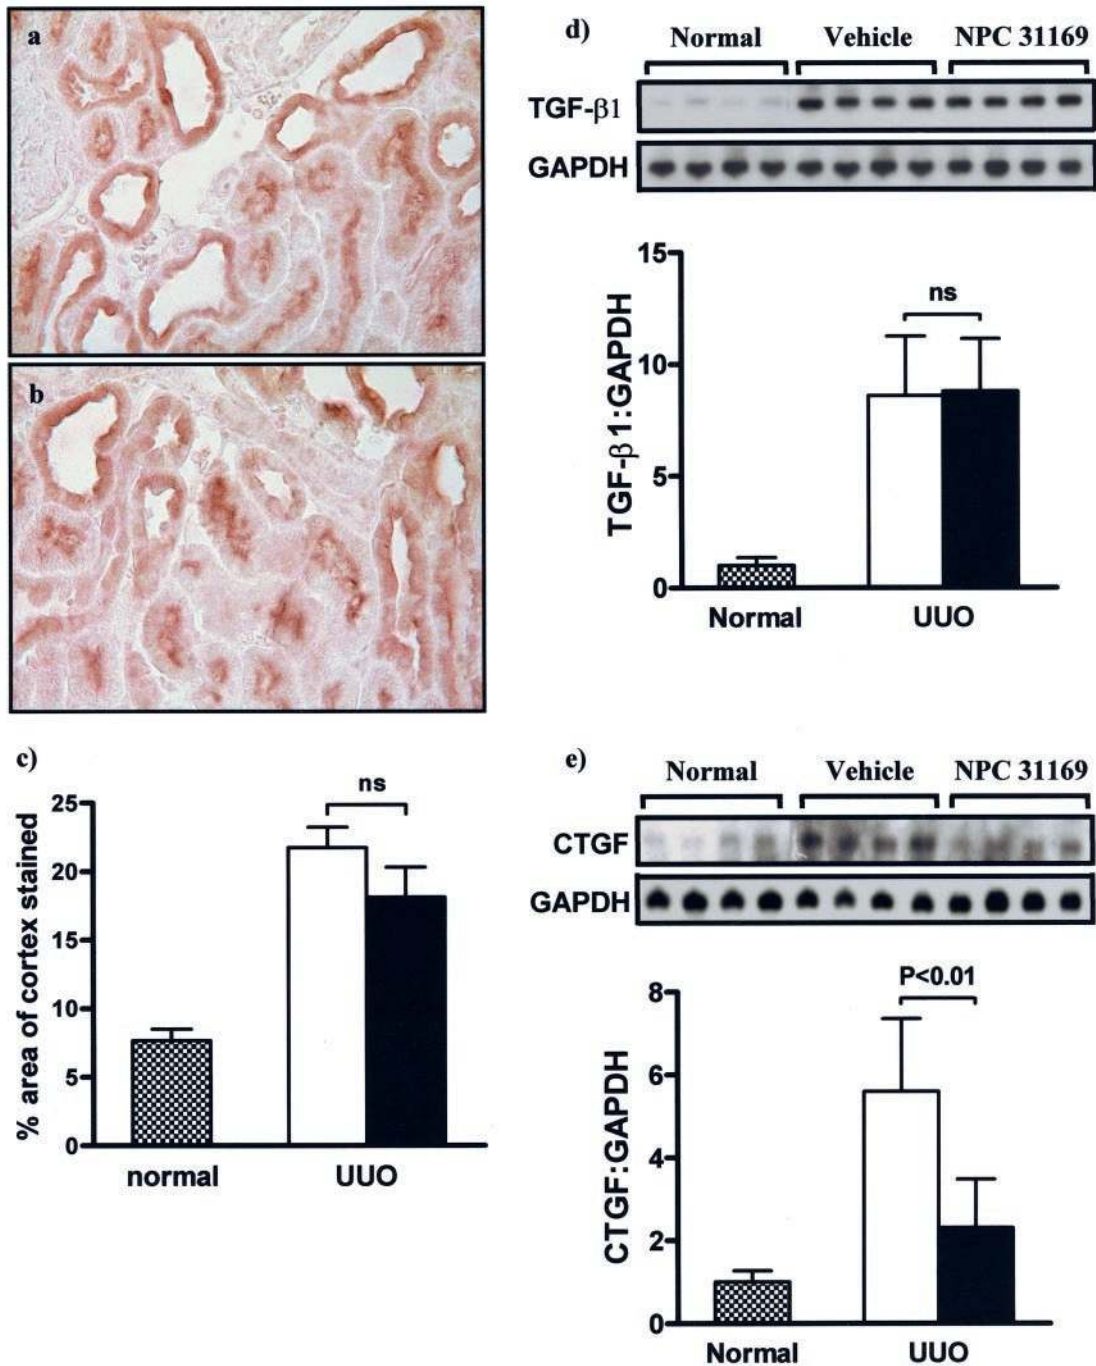 a
b
c)
ns
25
20
15
10
5
0
% area of cortex stained
normal UUO
d)
Normal Vehicle NPC 31169
TGF-β1
GAPDH
15
ns
10
5
0
TGF-β1:GAPDH
Normal UUO
e)
Normal Vehicle NPC 31169
CTGF
GAPDH
P<0.01
8
6
4
2
0
CTGF:GAPDH
Normal UUO